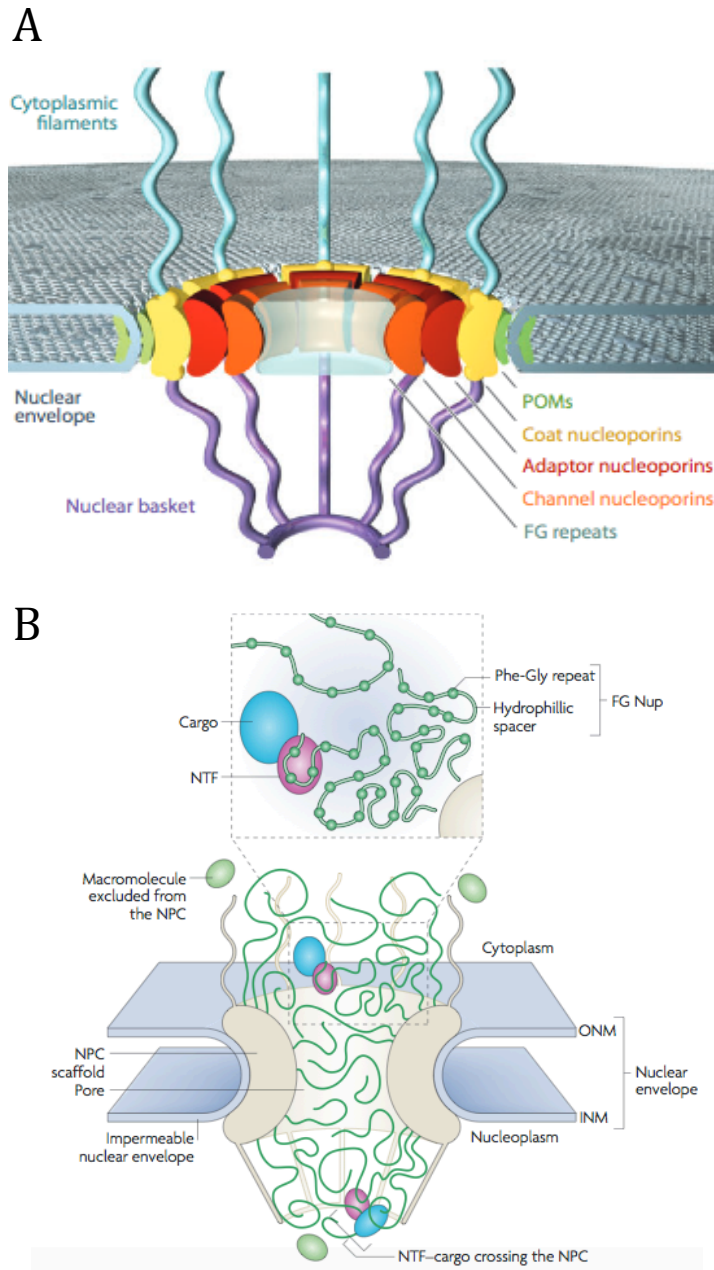 A
Cytoplasmic
filaments
Nuclear
envelope
POMs
Coat nucleoporins
Adaptor nucleoporins
Channel nucleoporins
FG repeats
Nuclear basket
B
Phe-Gly repeat
Hydrophillic
spacer
FG Nup
Cargo
NTF
Macromolecule
excluded from
the NPC
Cytoplasm
NPC
scaffold
Pore
ONM
Nuclear
envelope
INM
Impermeable
nuclear envelope
Nucleoplasm
NTF–cargo crossing the NPC